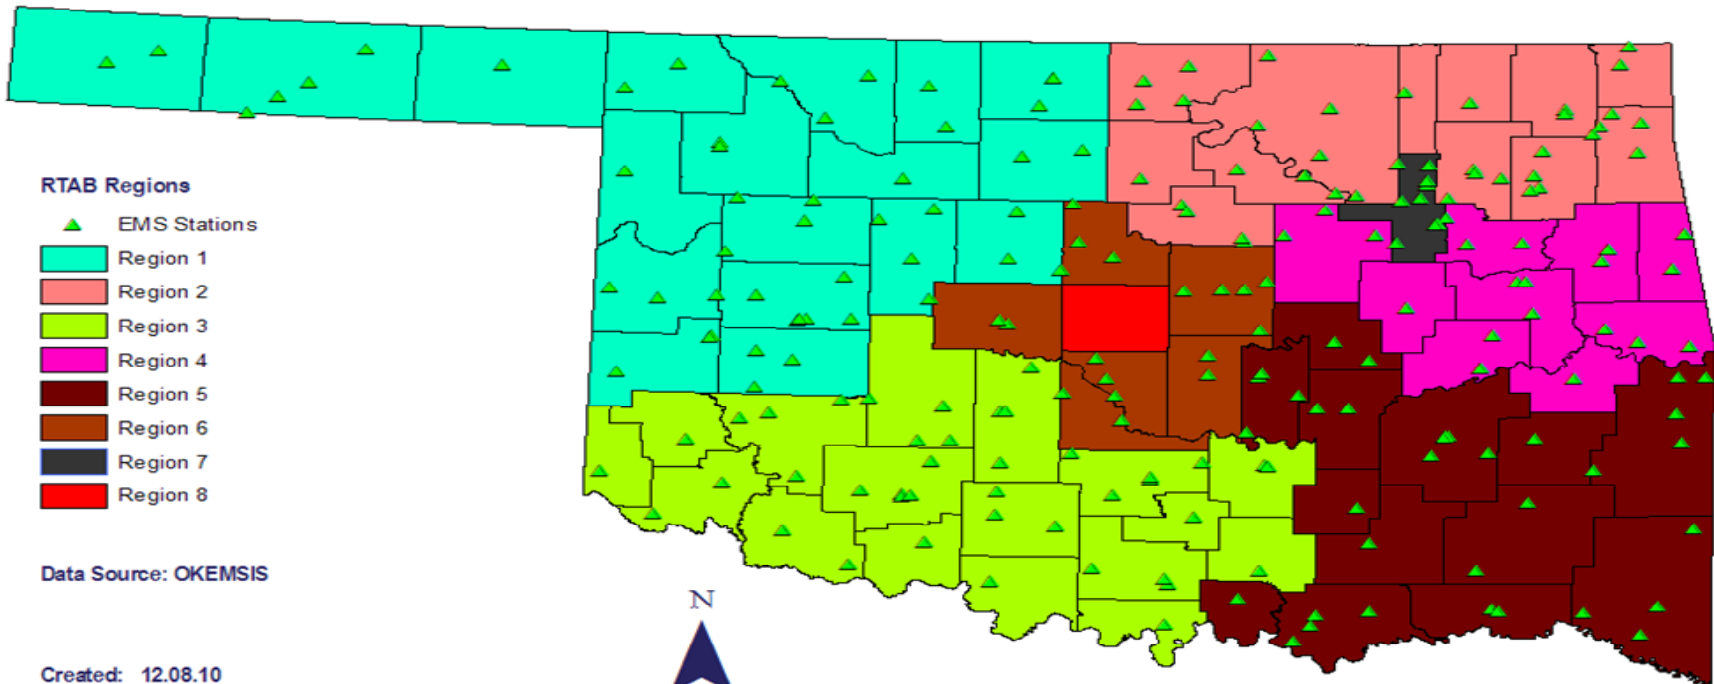 RTAB Regions
EMS Stations
Region 1
Region 2
Region 3
Region 4
Region 5
Region 6
Region 7
Region 8
Data Source: OKEMSIS
N
Created: 12.08.10